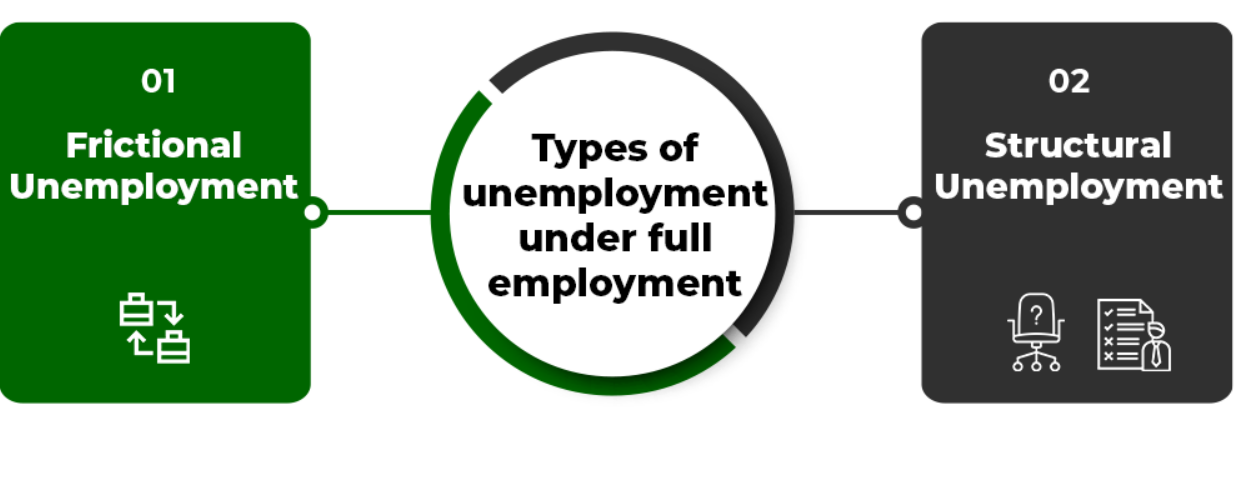 01
Frictional
Unemployment
Types of
unemployment
under full
employment
02
Structural
Unemployment
?